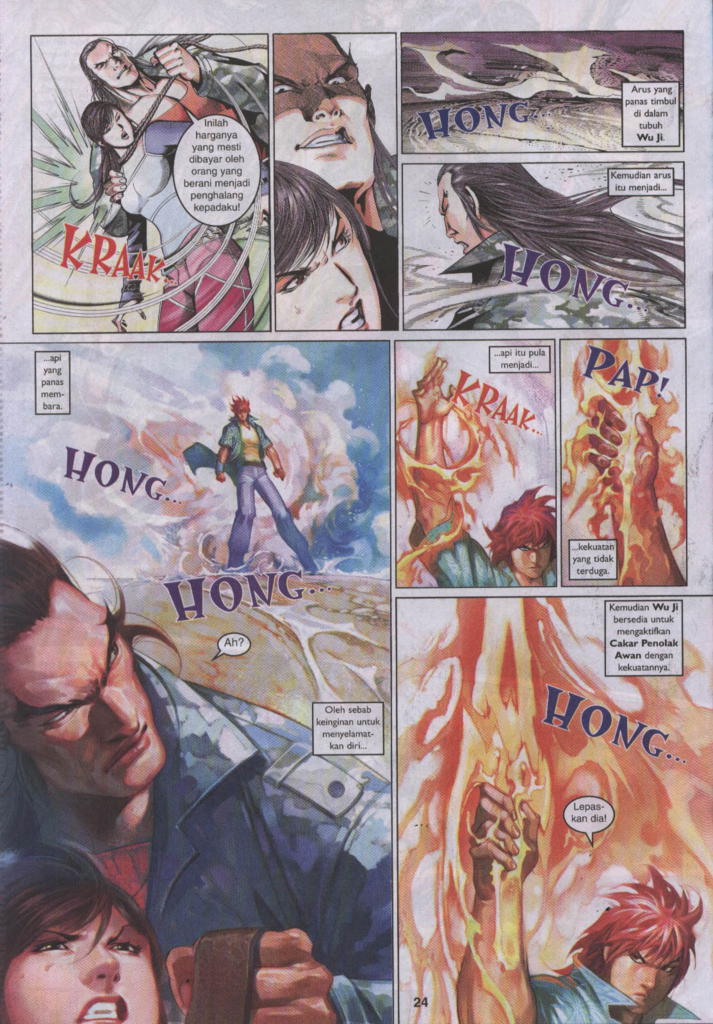 Inilah
harganya
yang mesti
dibayar oleh
orang yang
berani menjadi
penghalang
kepadaku!
KRAAK...
Arus yang
panas timbul
di dalam
tubuh
Wu Ji.
HONG...
Kemudian arus
itu menjadi...
HONG...
...api
yang
panas
mem-
bara.
HONG...
HONG...
Ah?
Oleh sebab
keinginan untuk
menyelamat-
kan diri...
...api itu pula
menjadi...
KRAAK...
PAP!
...kekuatan
yang tidak
terduga.
Kemudian Wu Ji
bersedia untuk
mengaktifkan
Cakar Penolak
Awan dengan
kekuatannya.
HONG...
Lepas-
kan dia!
24